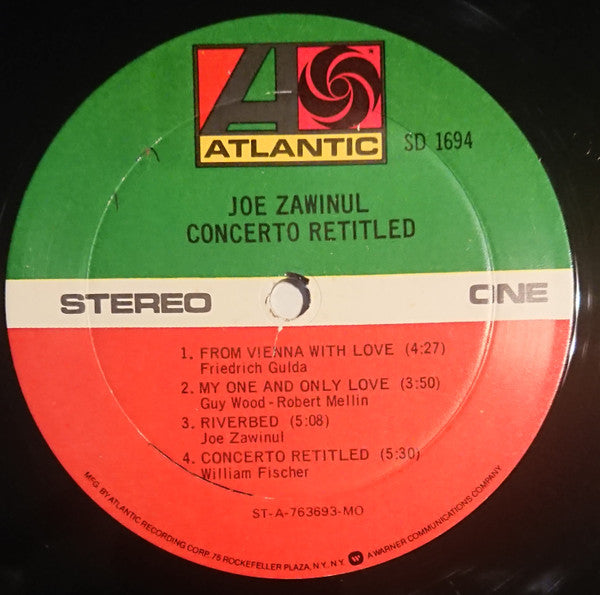 ATLANTIC
SD 1694
JOE ZAWINUL
CONCERTO RETITLED
STEREO
ONE
1. FROM VIENNA WITH LOVE (4:27)
Friedrich Gulda
2. MY ONE AND ONLY LOVE (3:50)
Guy Wood - Robert Mellin
3. RIVERBED (5:08)
Joe Zawinul
4. CONCERTO RETITLED (5:30)
William Fischer
ST-A-763693-MO
MFG. BY ATLANTIC RECORDING CORP. 75 ROCKEFELLER PLAZA, N.Y. N.Y. W A WARNER COMMUNICATIONS COMPANY